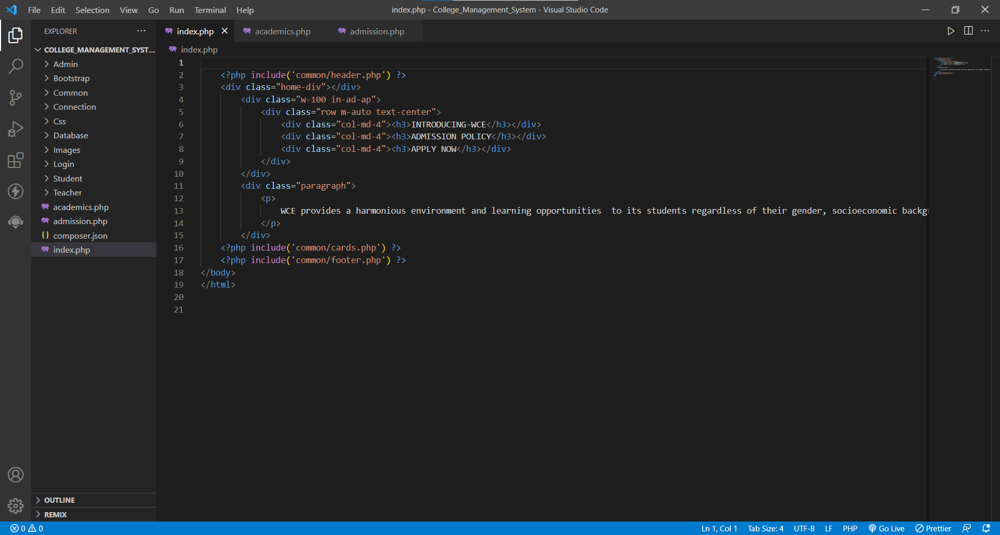 File Edit Selection View Go Run Terminal Help
index.php - College_Management_System - Visual Studio Code
EXPLORER
COLLEGE_MANAGEMENT_SYST...
Admin
Bootstrap
Common
Connection
Css
Database
Images
Login
Student
Teacher
academics.php
admission.php
{} composer.json
index.php
OUTLINE
REMIX
index.php academics.php admission.php
index.php
1
2 <?php include('common/header.php') ?>
3 <div class="home-div"></div>
4 <div class="w-100 in-ad-ap">
5 <div class="row m-auto text-center">
6 <div class="col-md-4"><h3>INTRODUCING-WCE</h3></div>
7 <div class="col-md-4"><h3>ADMISSION POLICY</h3></div>
8 <div class="col-md-4"><h3>APPLY NOW</h3></div>
9 </div>
10 </div>
11 <div class="paragraph">
12 <p>
13 WCE provides a harmonious environment and learning opportunities  to its students regardless of their gender, socioeconomic backg
14 </p>
15 </div>
16 <?php include('common/cards.php') ?>
17 <?php include('common/footer.php') ?>
18 </body>
19 </html>
20
21
0 0
Ln 1, Col 1 Tab Size: 4 UTF-8 LF PHP Go Live Prettier